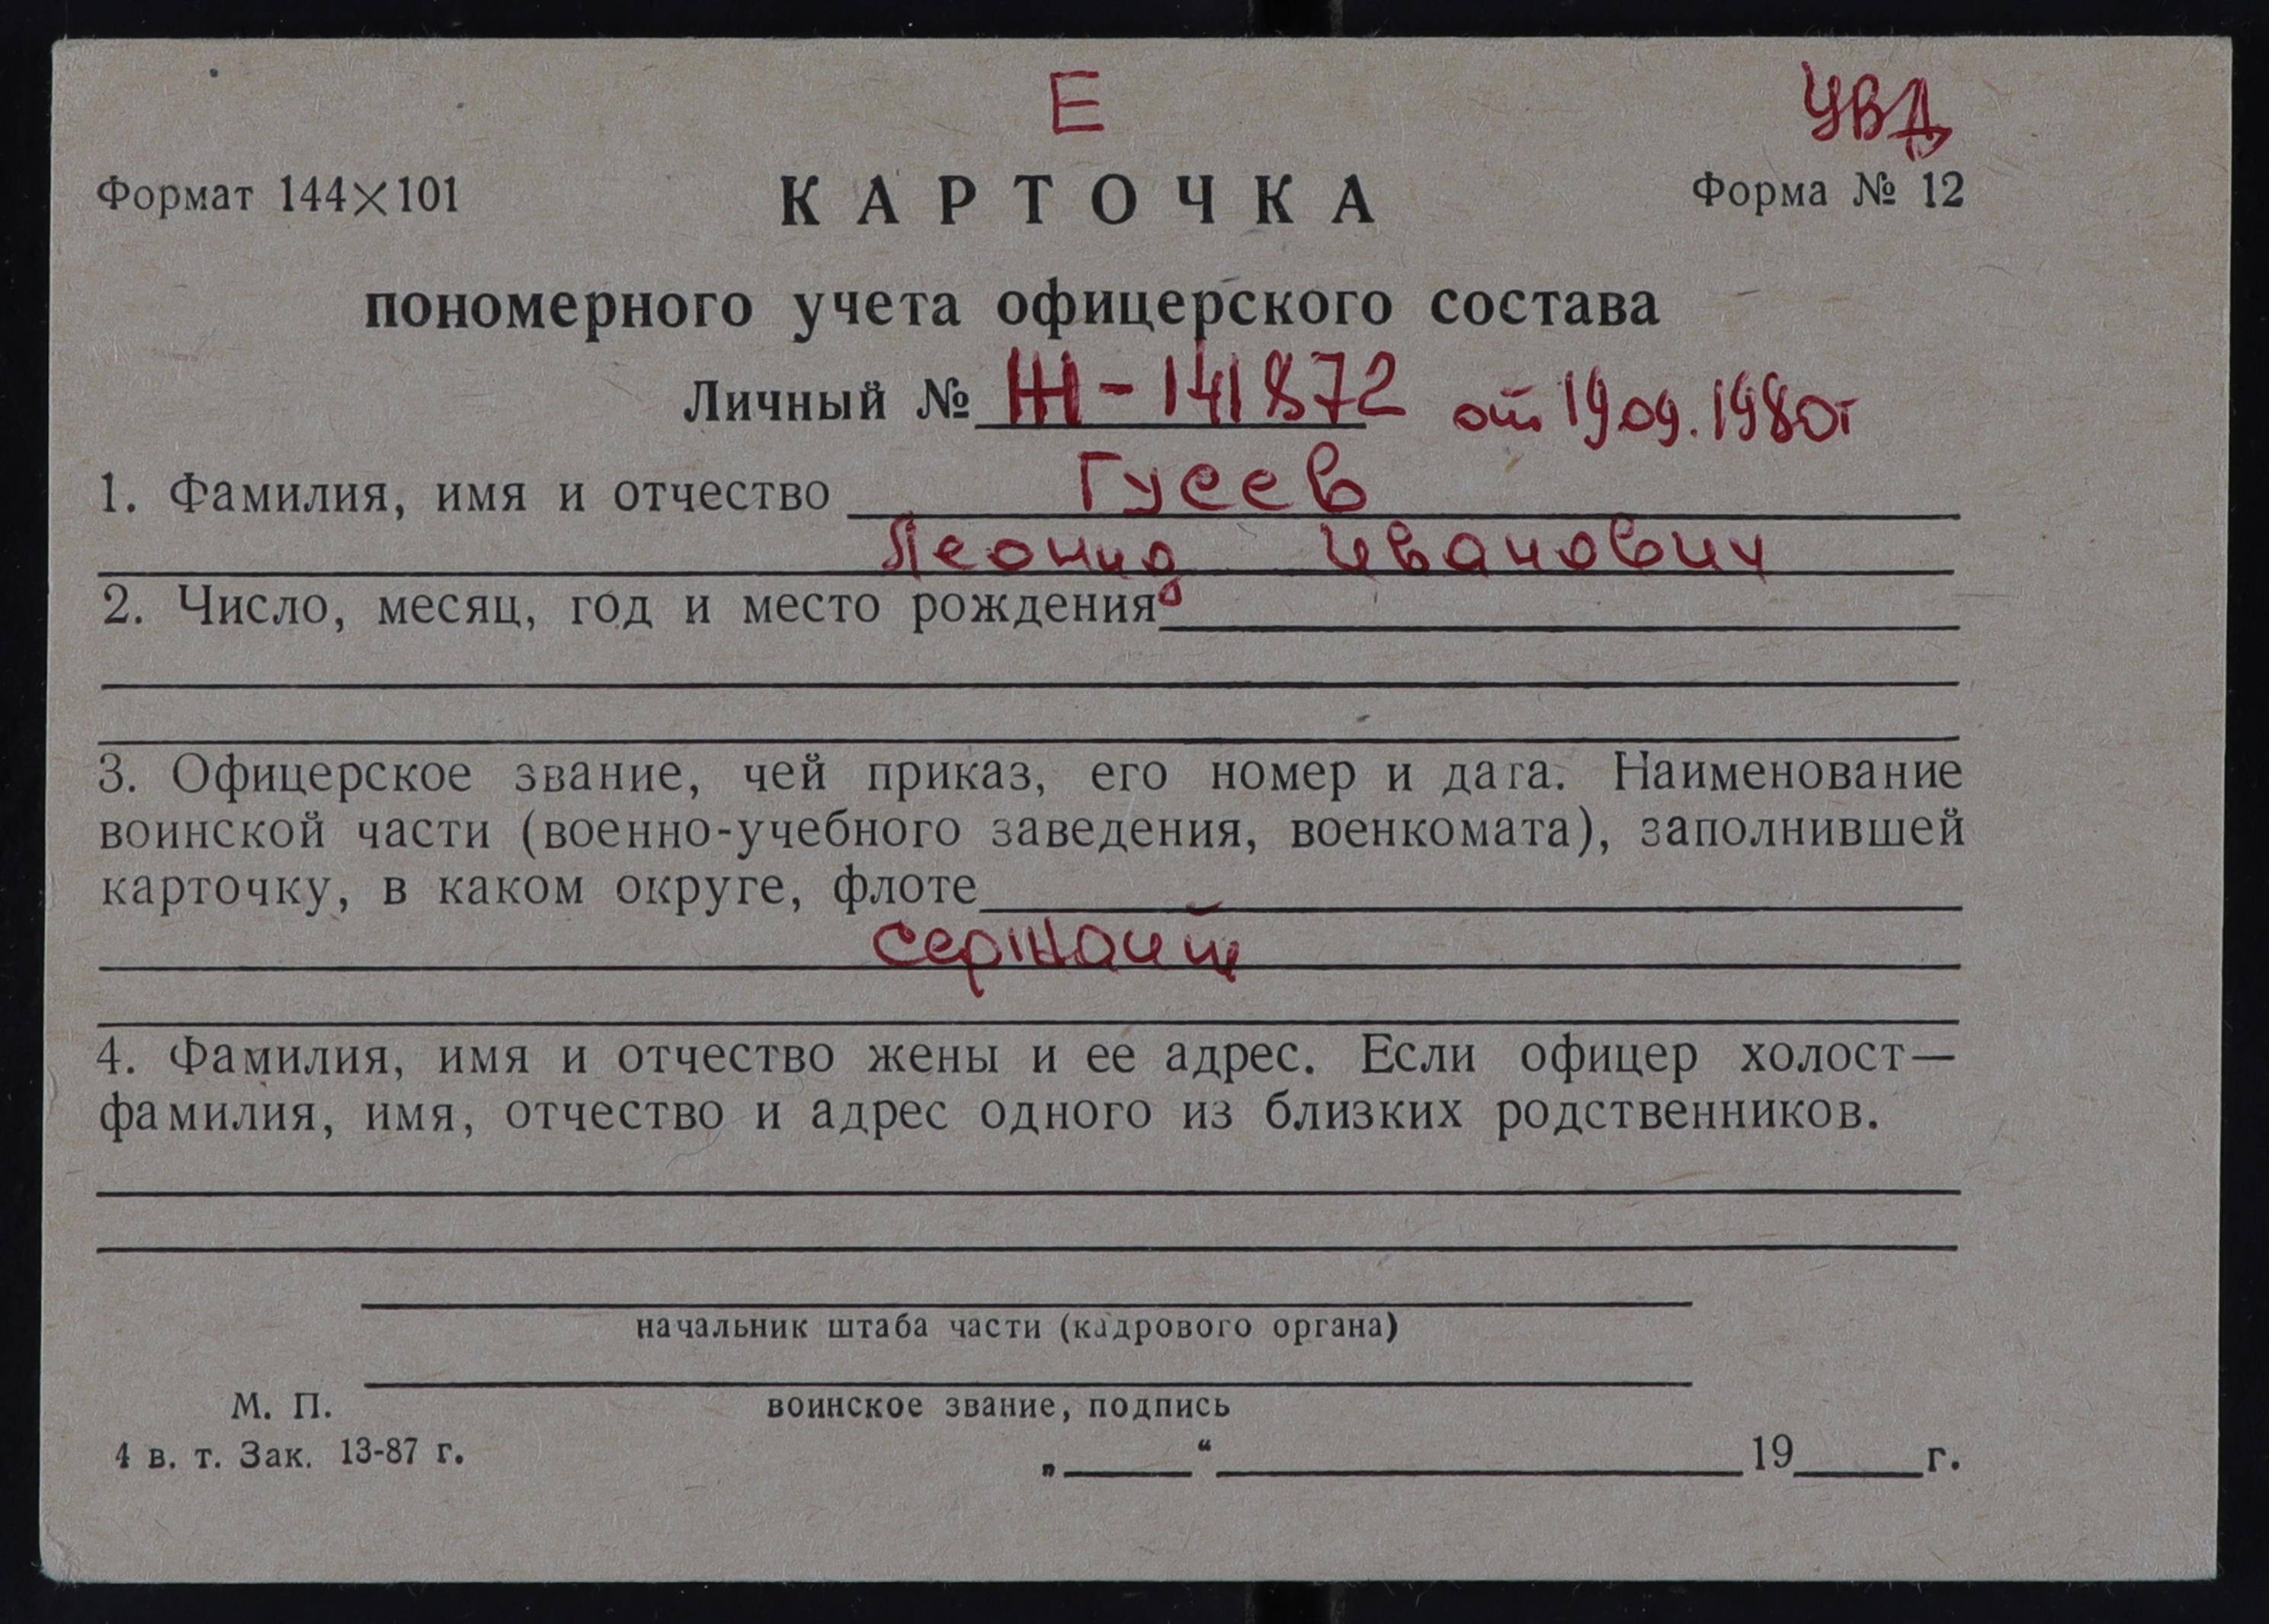 Е
УВД
Формат 144×101
КАРТОЧКА
Форма № 12
пономерного учета офицерского состава
Личный № Ж-141872 от 19 09. 1980г
1. Фамилия, имя и отчество Гусев
Леонид Иванович
2. Число, месяц, год и место рождения
3. Офицерское звание, чей приказ, его номер и дата. Наименование
воинской части (военно-учебного заведения, военкомата), заполнившей
карточку, в каком округе, флоте
сержант
4. Фамилия, имя и отчество жены и ее адрес. Если офицер холост—
фамилия, имя, отчество и адрес одного из близких родственников.
начальник штаба части (кадрового органа)
М. П.
воинское звание, подпись
4 в. т. Зак. 13-87 г.
„_____“ __________ 19____г.